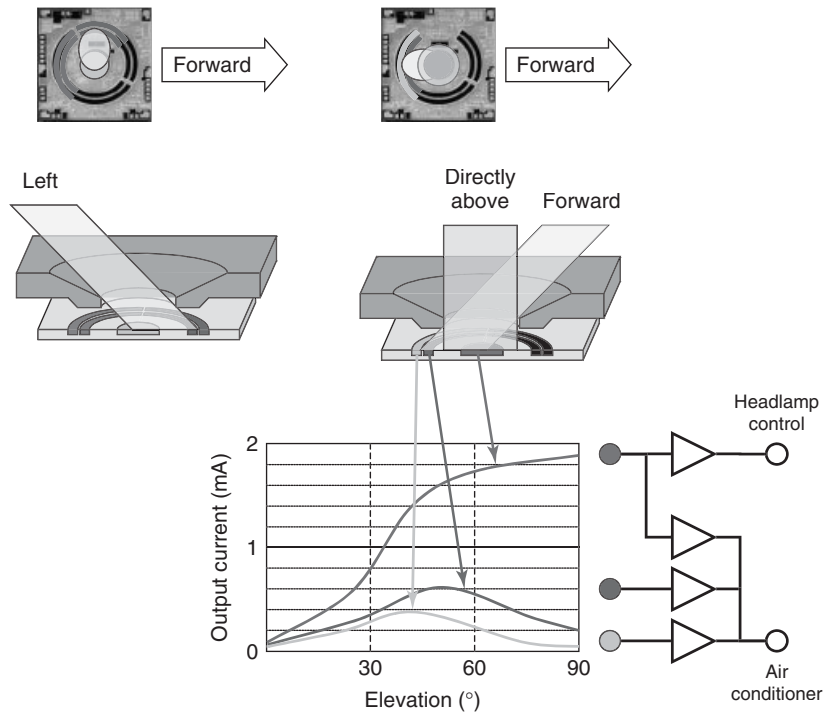 Forward
Forward
Left
Directly
above
Forward
Headlamp
control
2
1
0
Output current (mA)
30
60
90
Elevation (°)
Air
conditioner